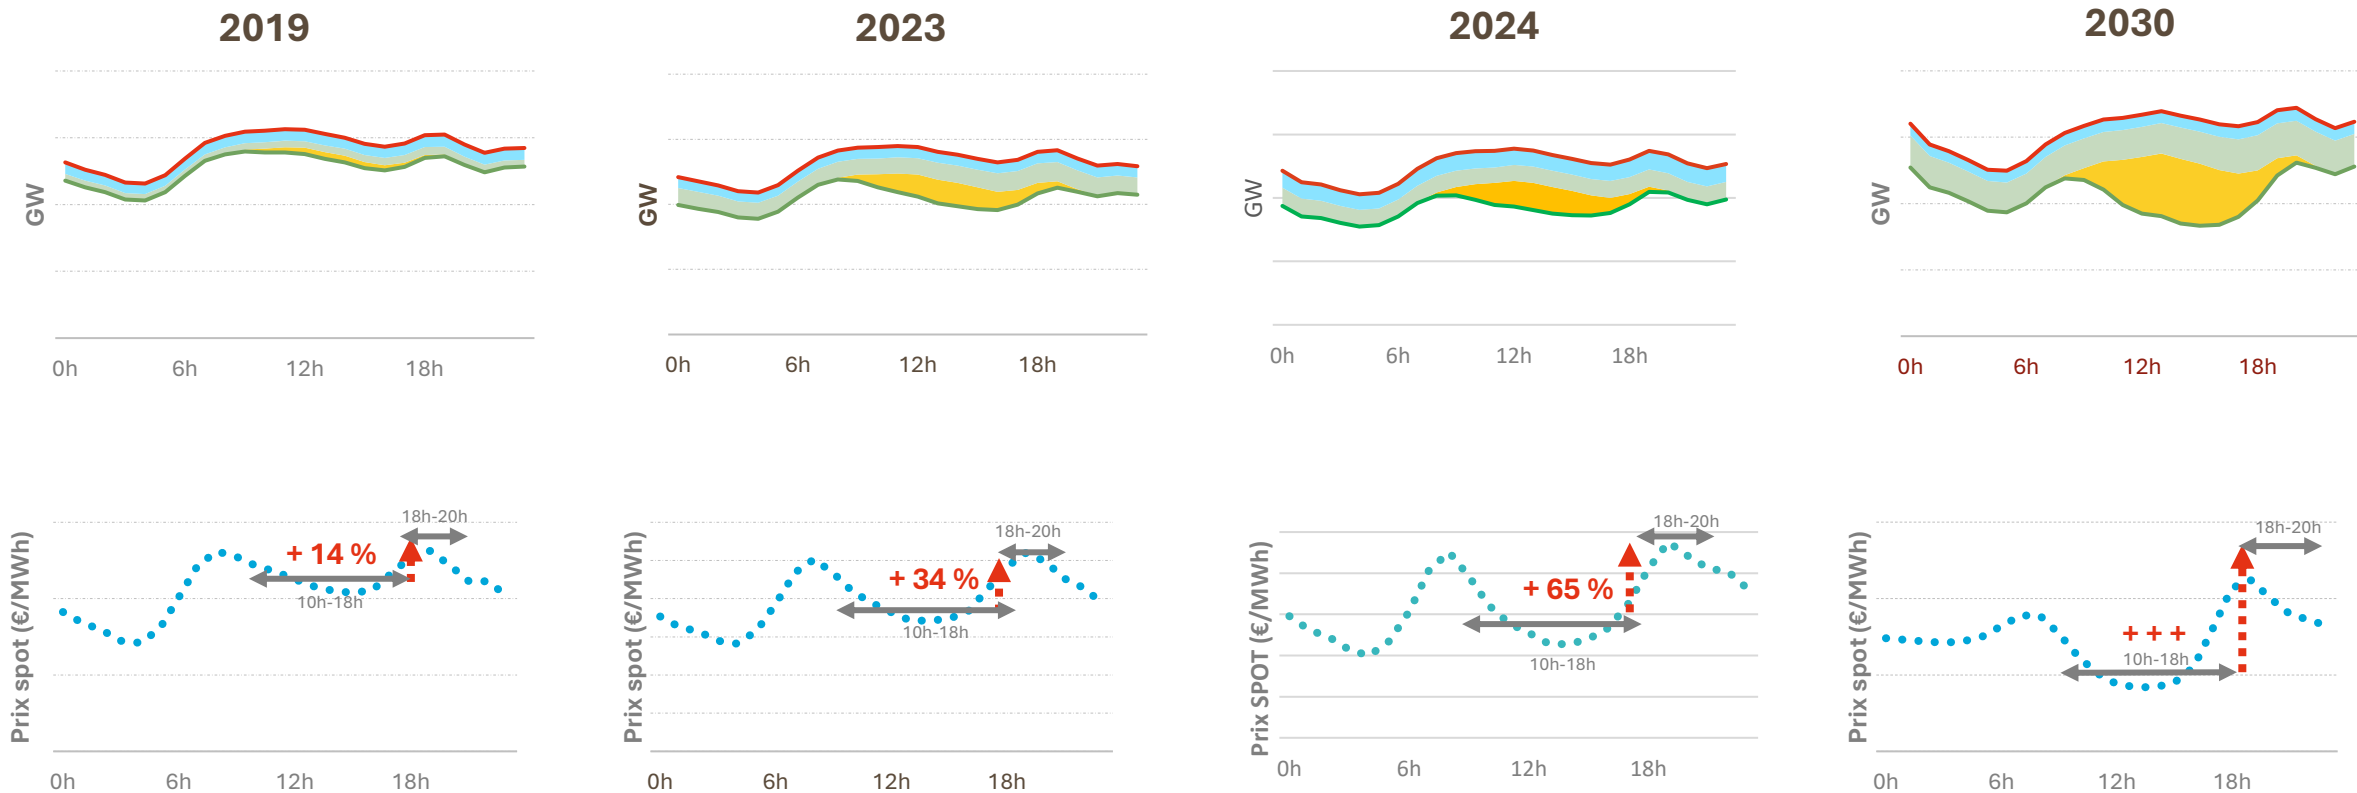 2019
2023
2024
2030
GW
0h 6h 12h 18h
GW
0h 6h 12h 18h
GW
0h 6h 12h 18h
GW
0h 6h 12h 18h
Prix spot (€/MWh)
18h-20h
+ 14 %
10h-18h
0h 6h 12h 18h
Prix spot (€/MWh)
18h-20h
+ 34 %
10h-18h
0h 6h 12h 18h
Prix SPOT (€/MWh)
18h-20h
+ 65 %
10h-18h
0h 6h 12h 18h
Prix spot (€/MWh)
18h-20h
+ + +
10h-18h
0h 6h 12h 18h